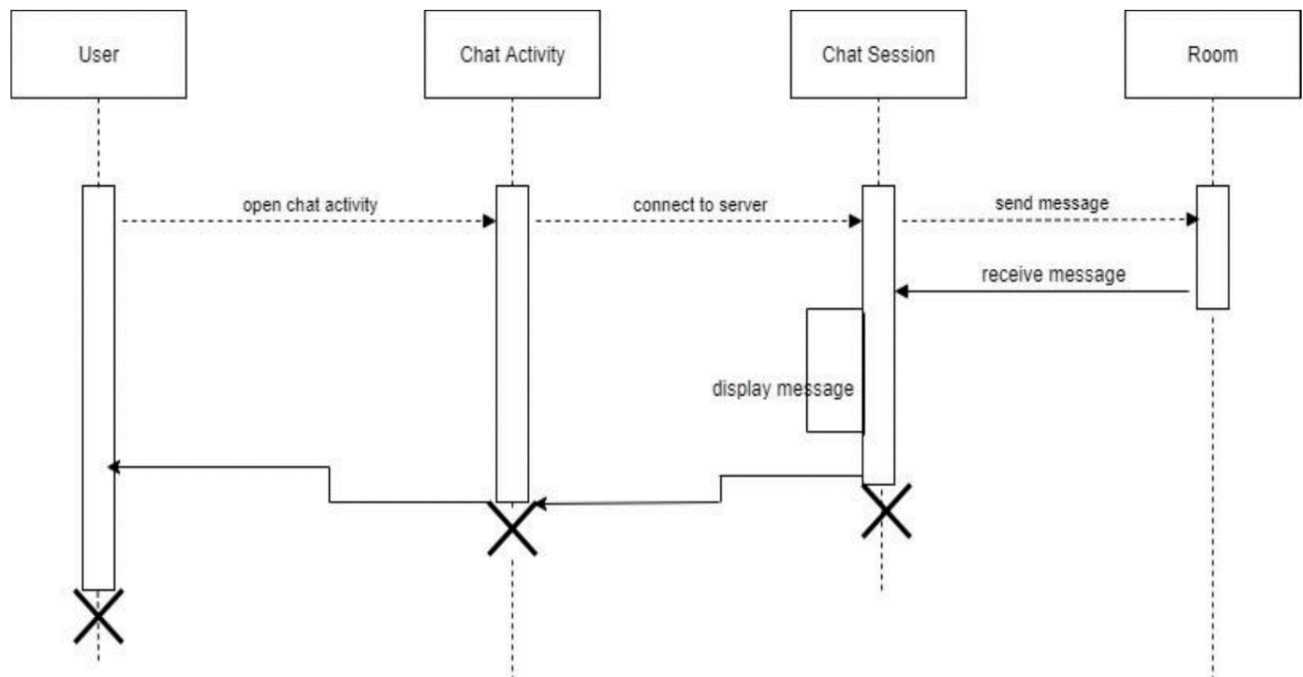 User
Chat Activity
Chat Session
Room
open chat activity
connect to server
send message
receive message
display message